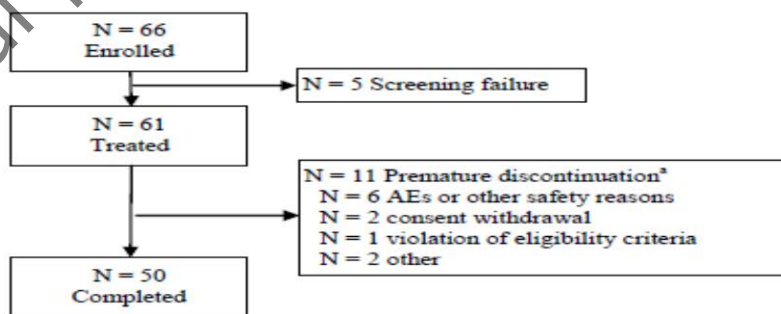 N = 66
Enrolled
N = 5 Screening failure
N = 61
Treated
N = 11 Premature discontinuationᵃ
N = 6 AEs or other safety reasons
N = 2 consent withdrawal
N = 1 violation of eligibility criteria
N = 2 other
N = 50
Completed